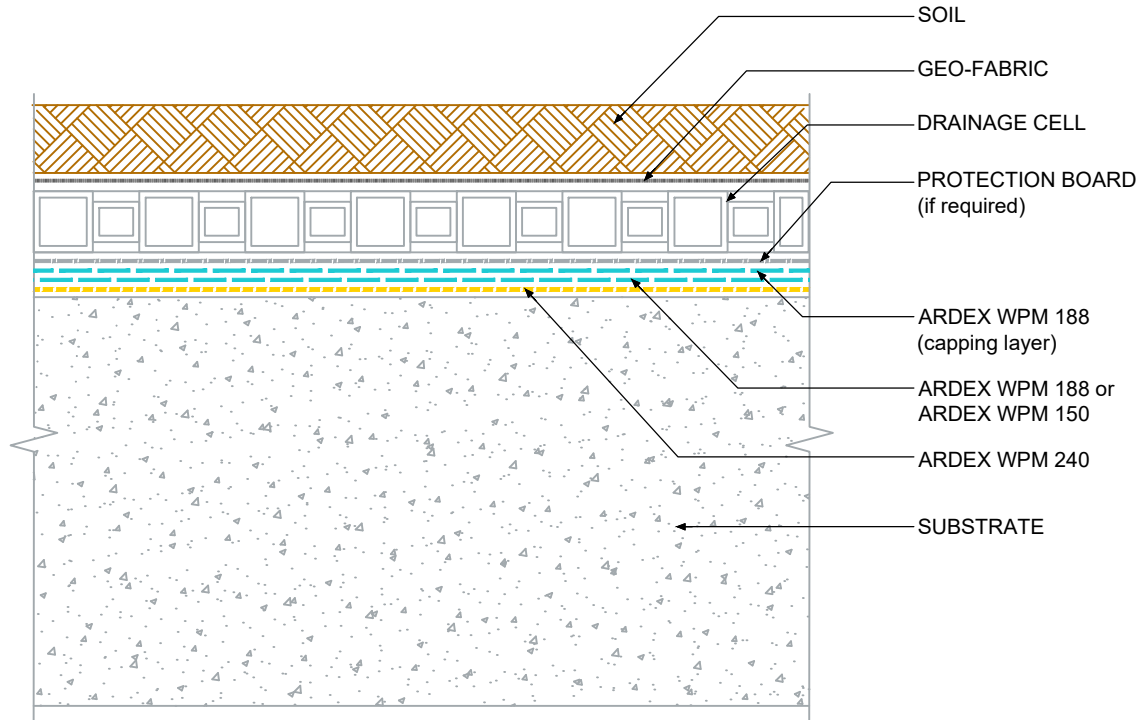 SOIL
GEO-FABRIC
DRAINAGE CELL
PROTECTION BOARD
(if required)
ARDEX WPM 188
(capping layer)
ARDEX WPM 188 or
ARDEX WPM 150
ARDEX WPM 240
SUBSTRATE